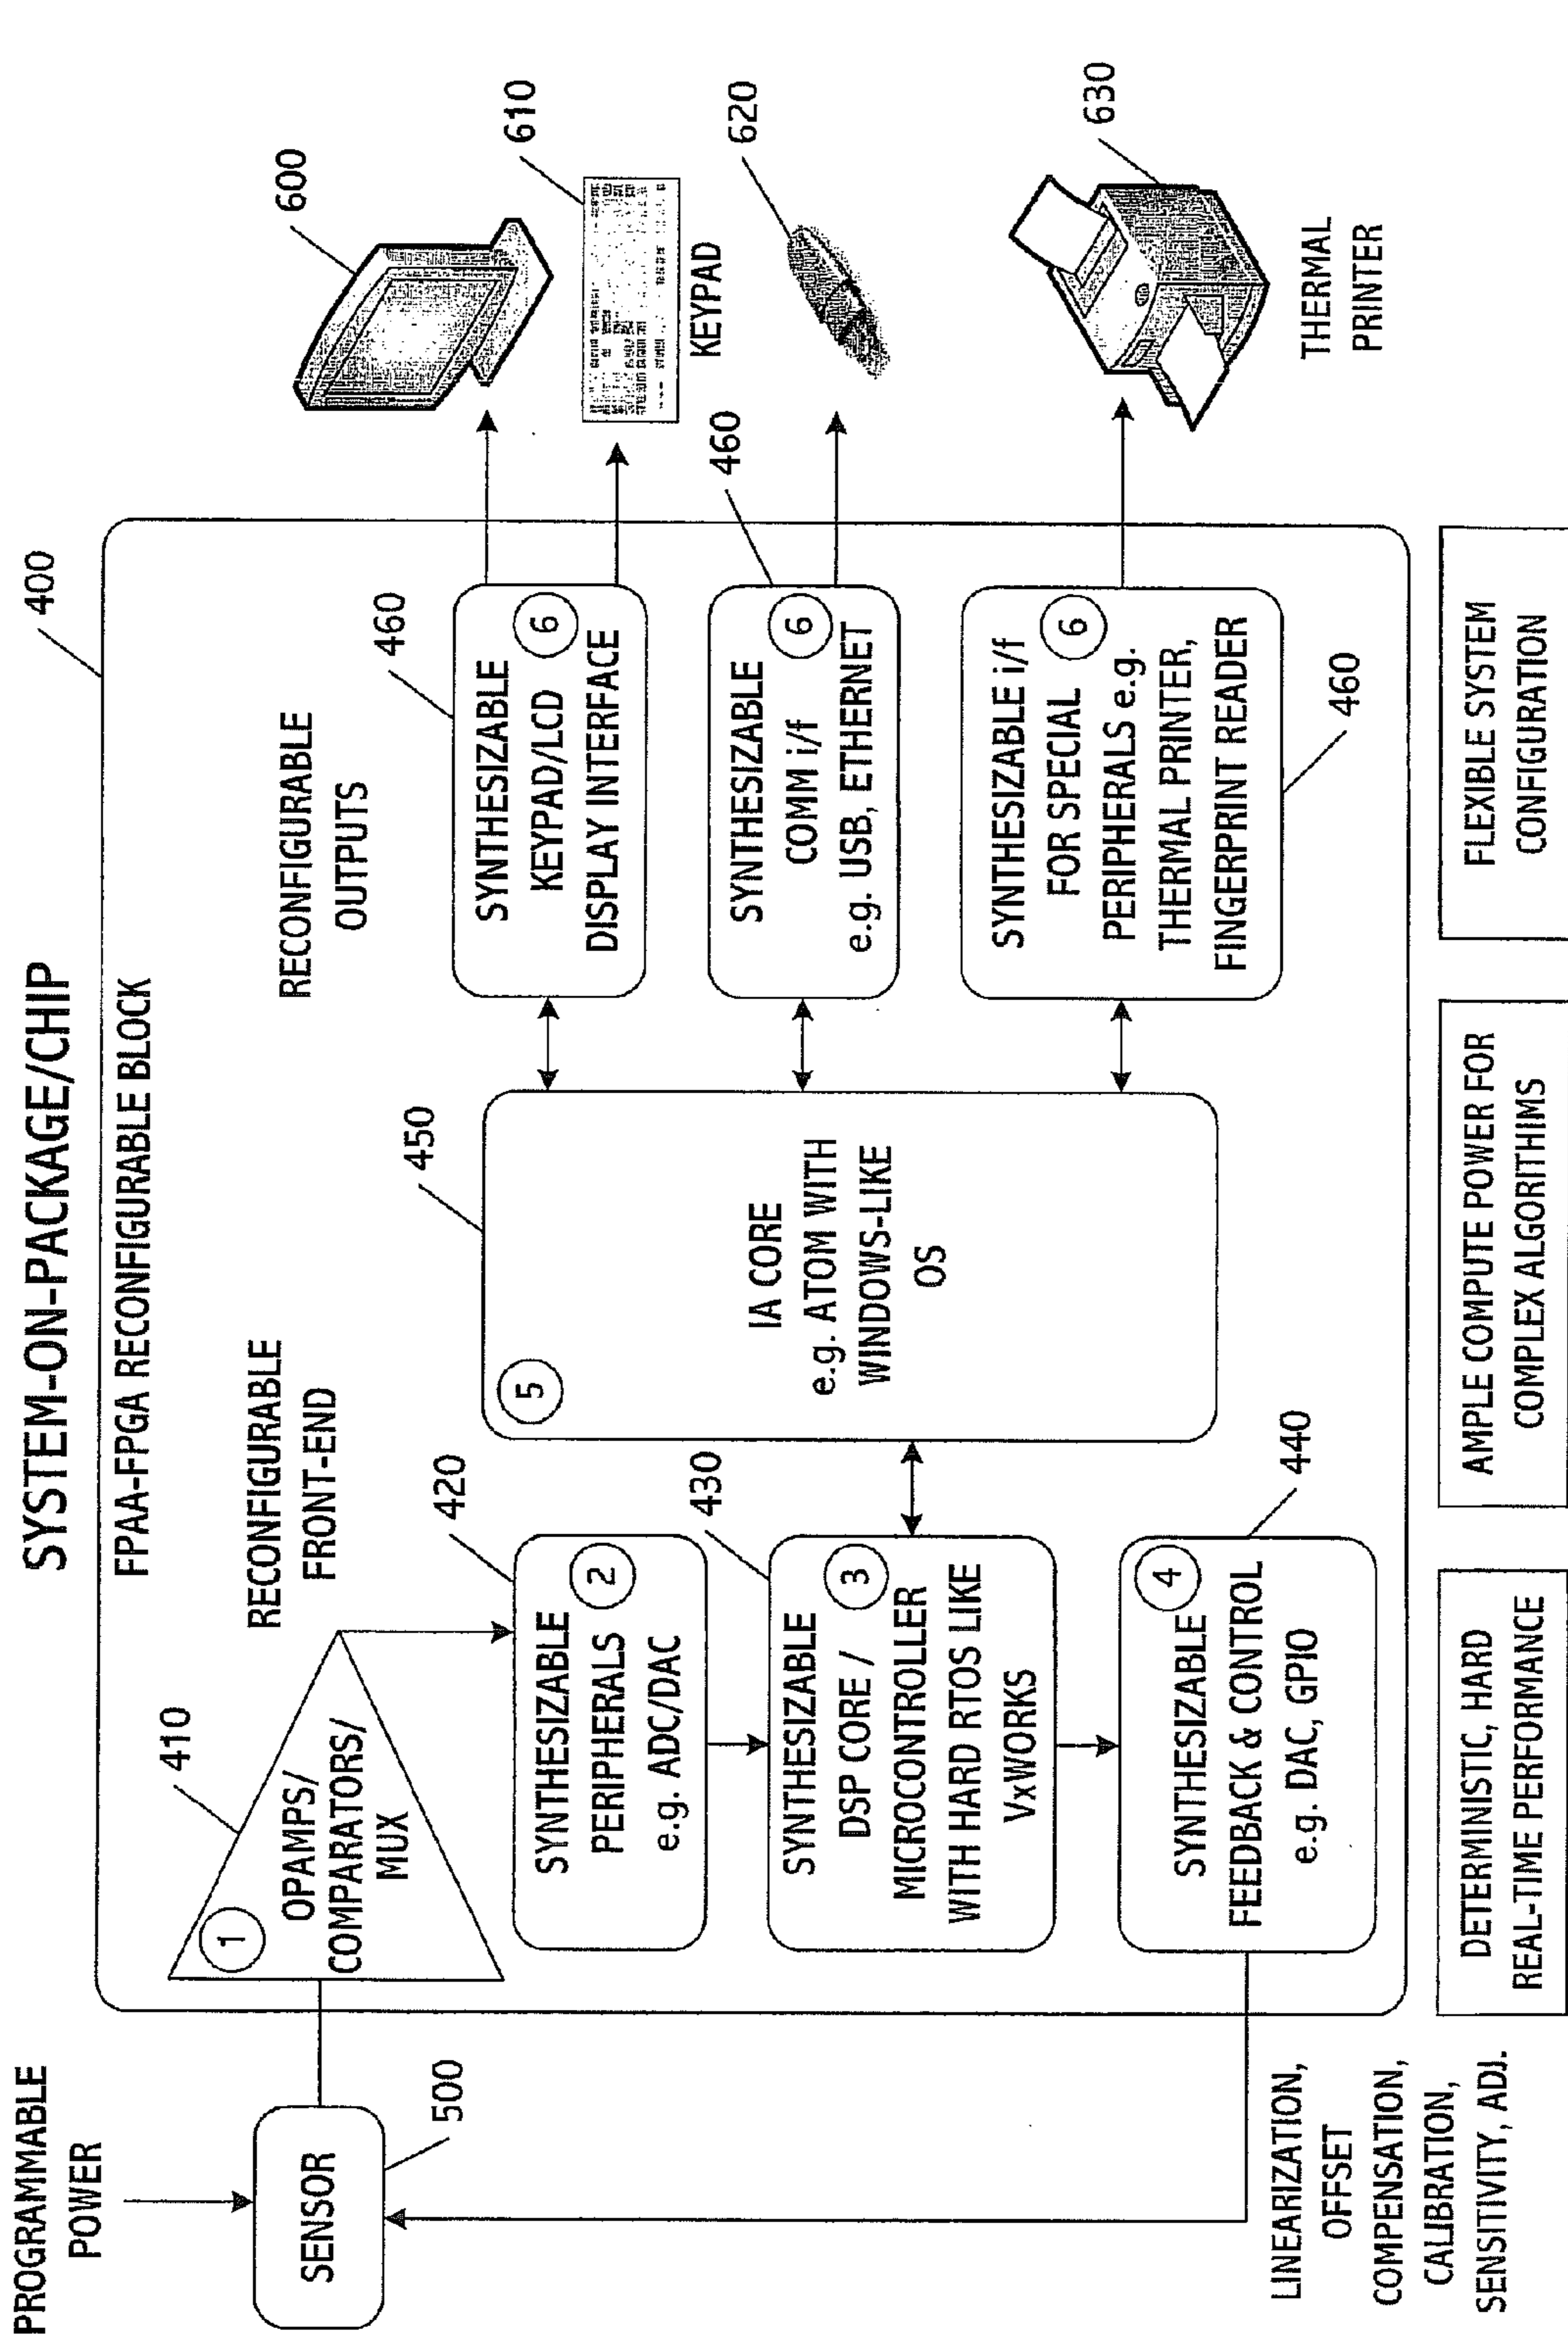 SYSTEM-ON-PACKAGE/CHIP
400
FPAA-FPGA RECONFIGURABLE BLOCK
PROGRAMMABLE
POWER
SENSOR
500
410
1
OPAMPS/
COMPARATORS/
MUX
RECONFIGURABLE
FRONT-END
420
SYNTHESIZABLE
PERIPHERALS
2
e.g. ADC/DAC
430
SYNTHESIZABLE
DSP CORE /
3
MICROCONTROLLER
WITH HARD RTOS LIKE
VxWORKS
440
4
SYNTHESIZABLE
FEEDBACK & CONTROL
e.g. DAC, GPIO
LINEARIZATION,
OFFSET
COMPENSATION,
CALIBRATION,
SENSITIVITY, ADJ.
450
5
IA CORE
e.g. ATOM WITH
WINDOWS-LIKE
OS
RECONFIGURABLE
OUTPUTS
460
SYNTHESIZABLE
KEYPAD/LCD
6
DISPLAY INTERFACE
460
SYNTHESIZABLE
COMM i/f
6
e.g. USB, ETHERNET
SYNTHESIZABLE i/f
FOR SPECIAL
6
PERIPHERALS e.g.
THERMAL PRINTER,
FINGERPRINT READER
460
600
610
KEYPAD
620
630
THERMAL
PRINTER
DETERMINISTIC, HARD
REAL-TIME PERFORMANCE
AMPLE COMPUTE POWER FOR
COMPLEX ALGORITHIMS
FLEXIBLE SYSTEM
CONFIGURATION